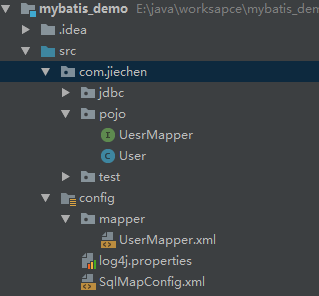 mybatis_demo E:\java\worksapce\mybatis_dem
.idea
src
com.jiechen
jdbc
pojo
UesrMapper
User
test
config
mapper
UserMapper.xml
log4j.properties
SqlMapConfig.xml